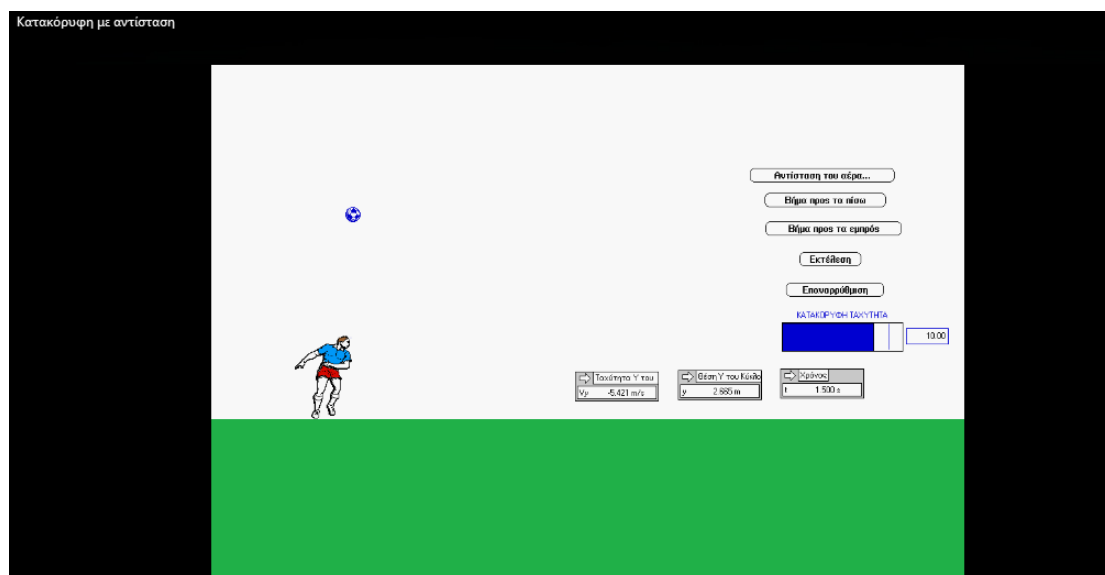 Κατακόρυφη με αντίσταση
Αντίσταση του αέρα...
Βήμα προς τα πίσω
Βήμα προς τα εμπρός
Εκτέλεση
Επαναρρύθμιση
ΚΑΤΑΚΟΡΥΦΗ ΤΑΧΥΤΗΤΑ
10.00
Ταχύτητα Υ του
Vy -5.421 m/s
Θέση Υ του Κύκλο
y 2.665 m
Χρόνος
t 1.500 s